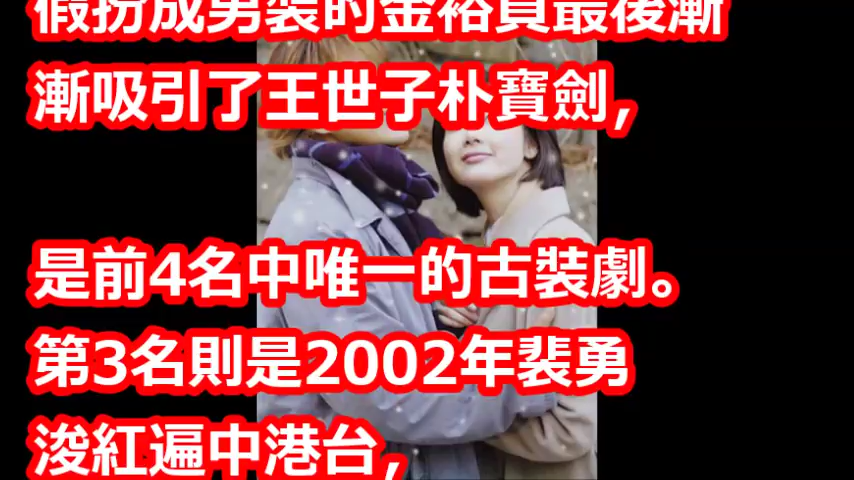 假扮成男裝的金裕貞最後漸
漸吸引了王世子朴寶劍，
是前4名中唯一的古裝劇。
第3名則是2002年裴勇
浚紅遍中港台，